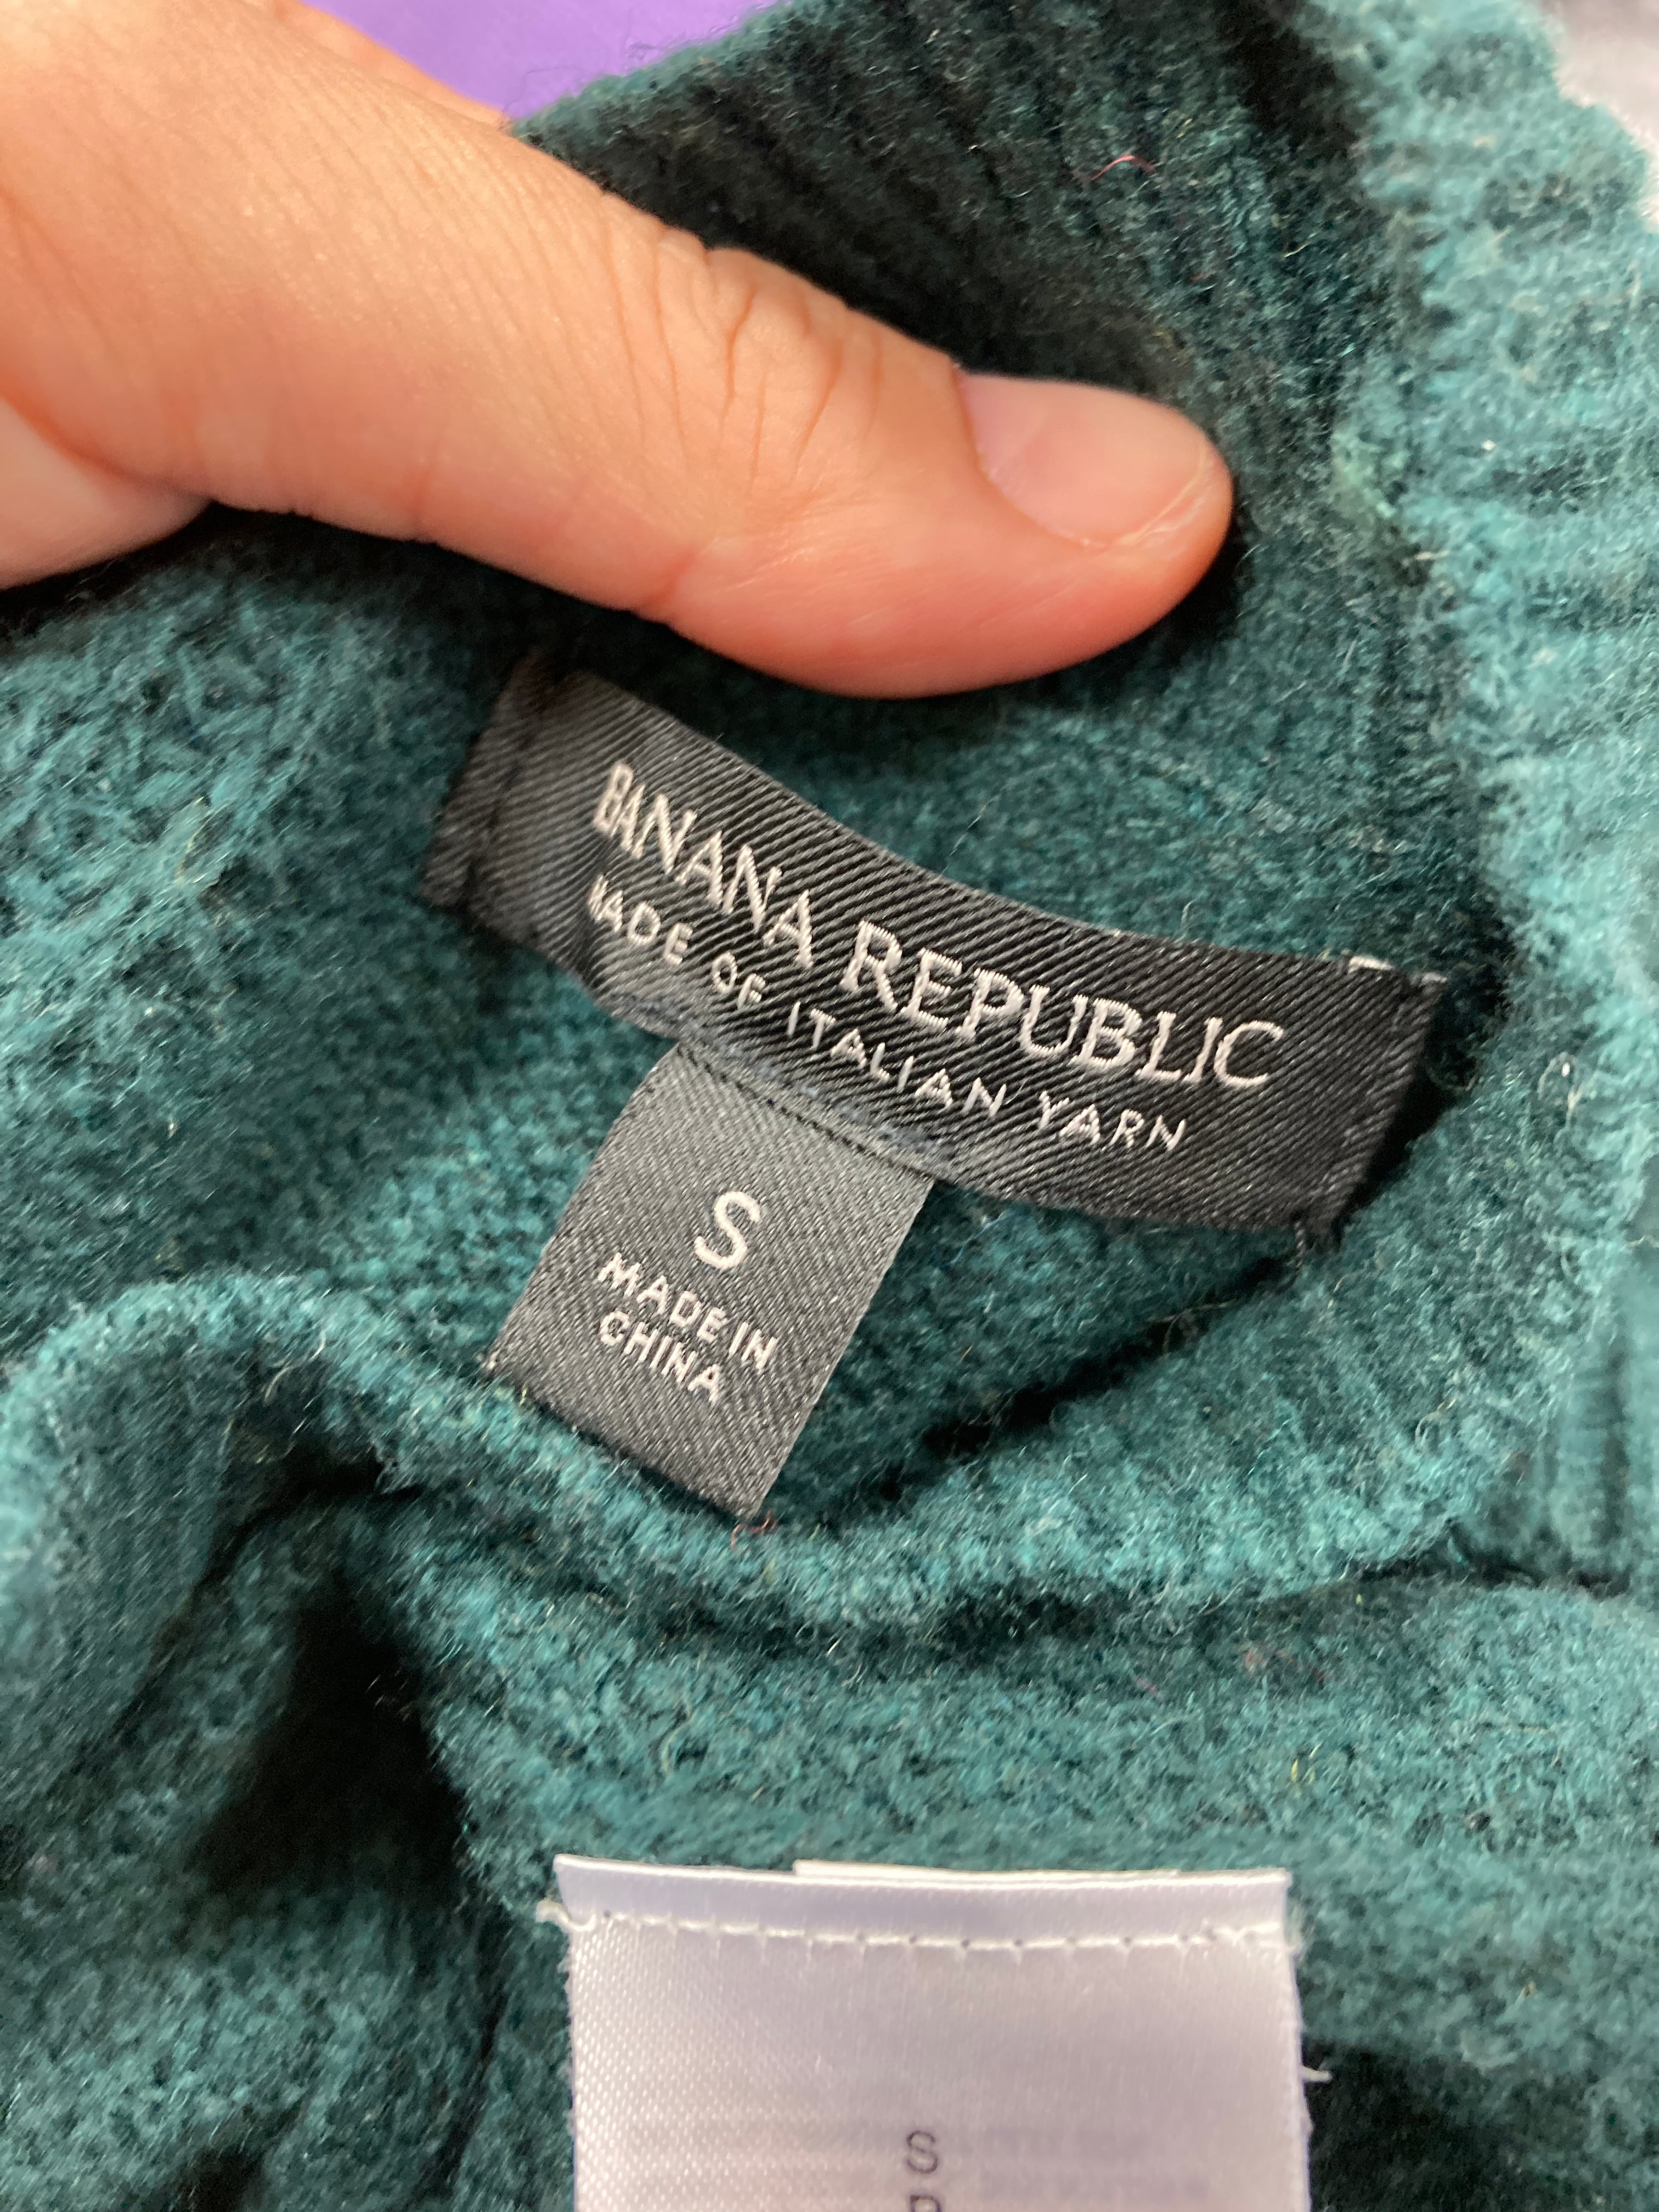 BANANA REPUBLIC
MADE OF ITALIAN YARN
S
MADE IN
CHINA
S